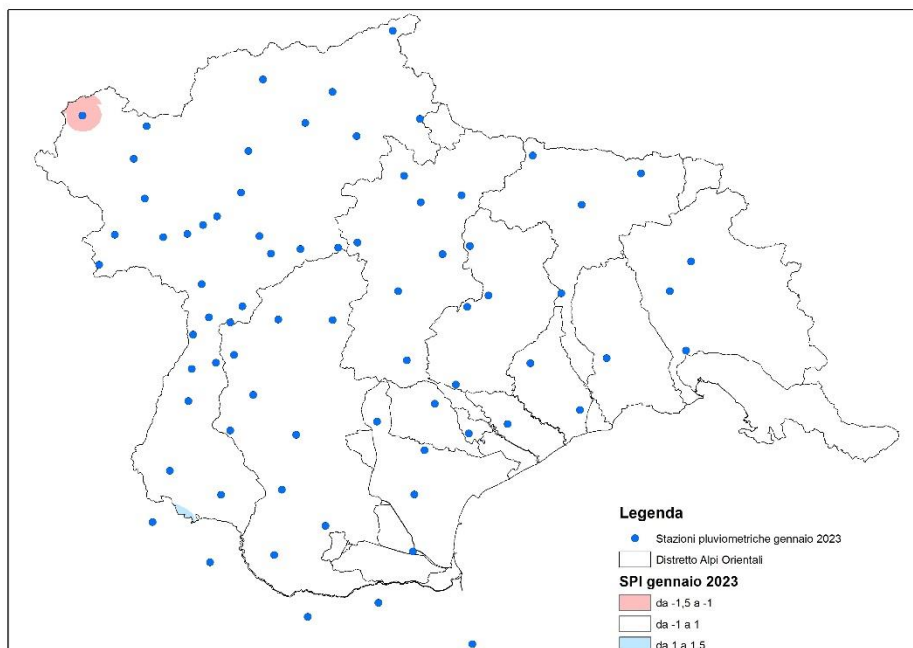 Legenda
Stazioni pluviometriche gennaio 2023
Distretto Alpi Orientali
SPI gennaio 2023
da -1,5 a -1
da -1 a 1
da 1 a 1,5